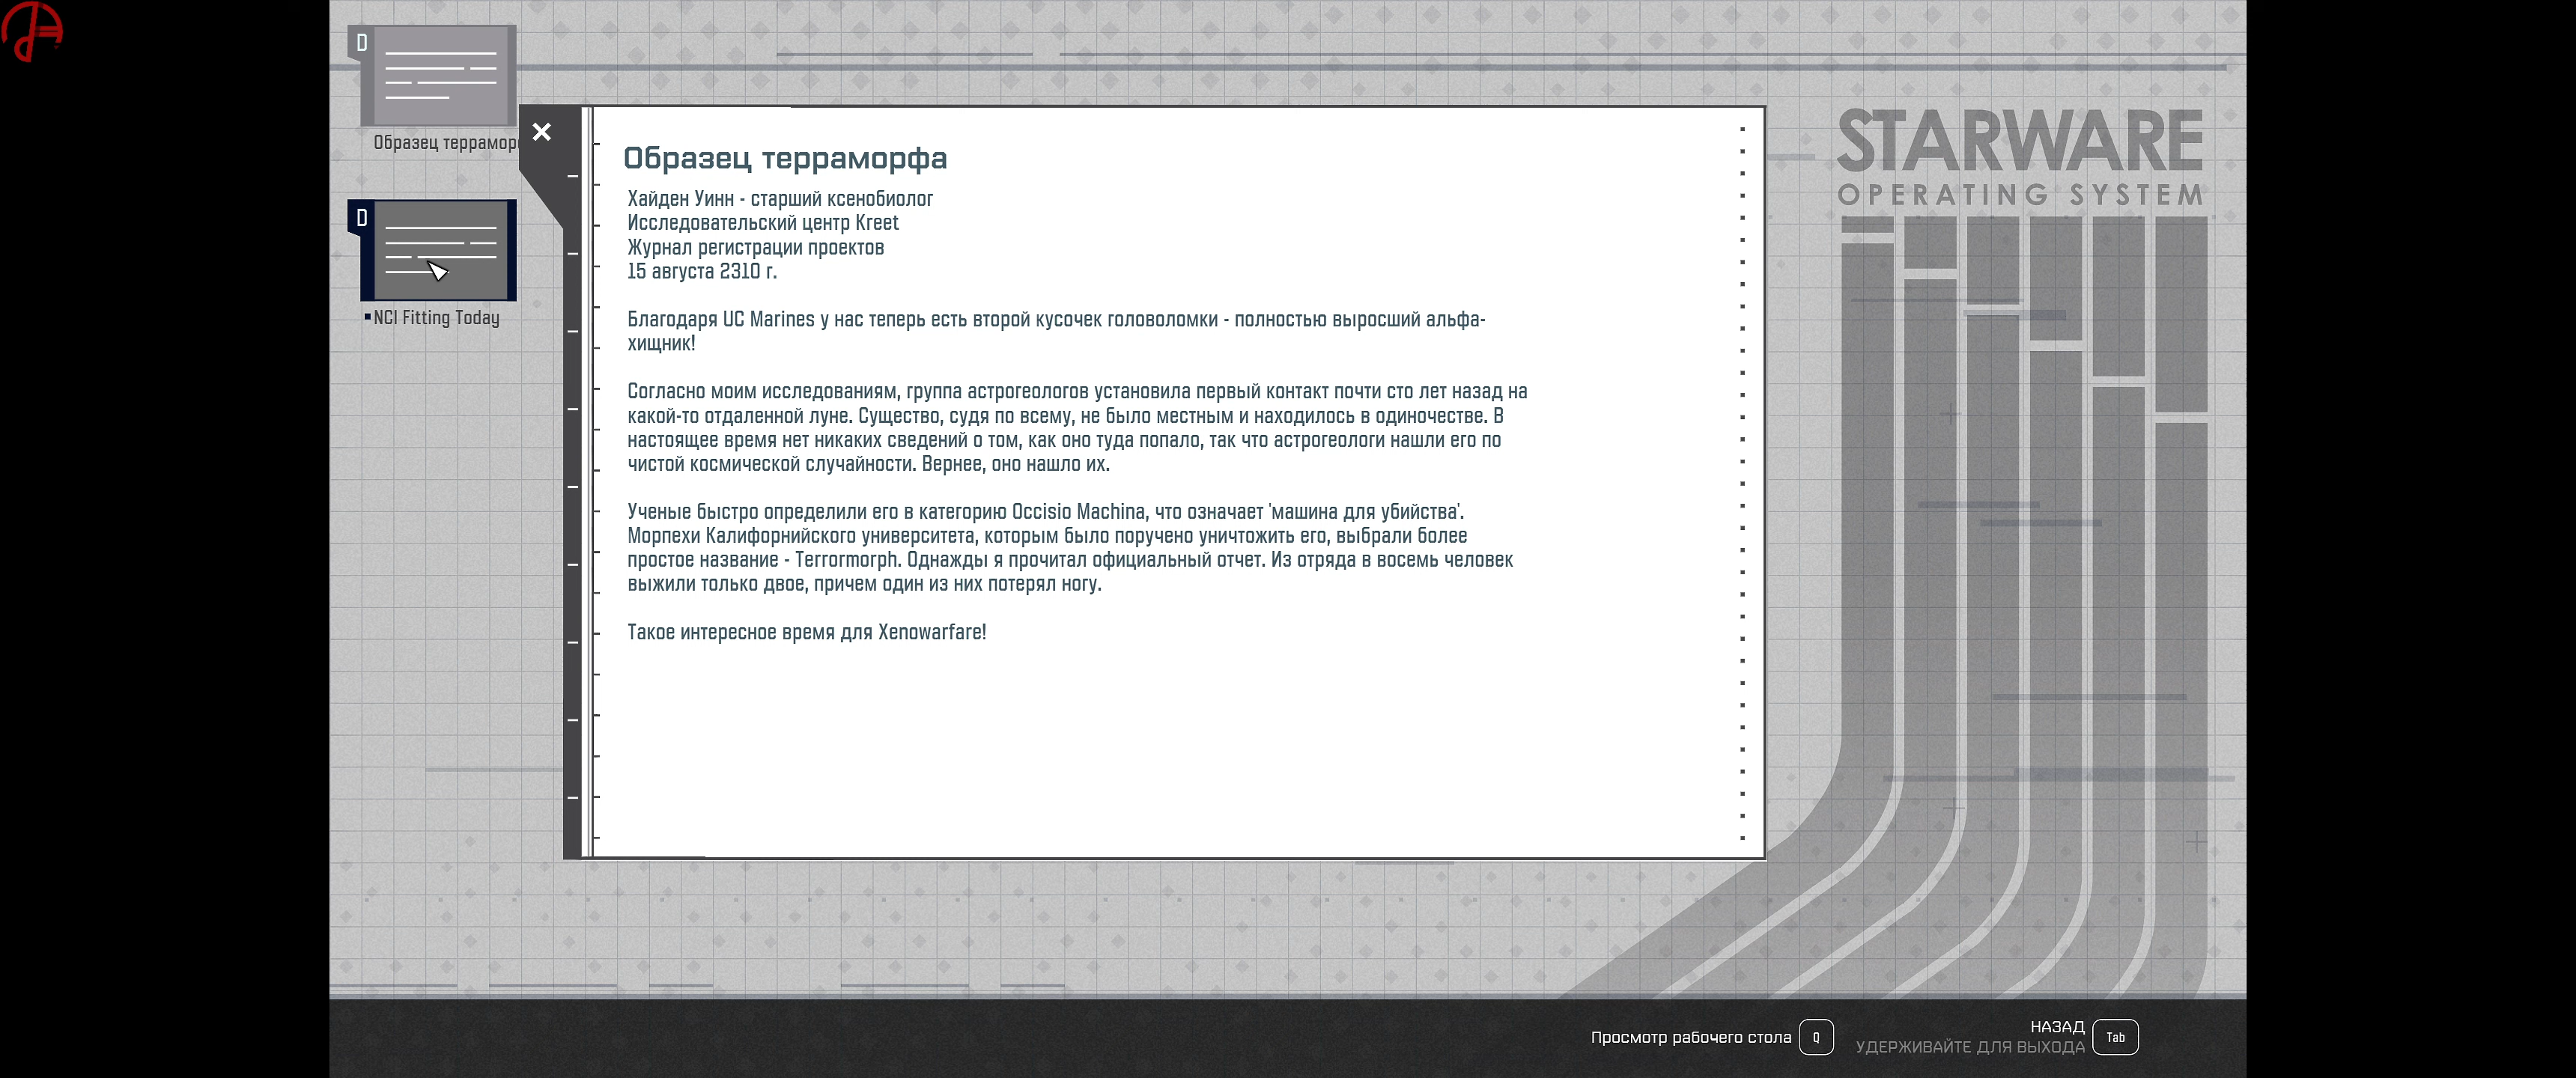 D
Образец террамор
D
NCI Fitting Today
Образец терраморфа
Хайден Уинн - старший ксенобиолог
Исследовательский центр Kreet
Журнал регистрации проектов
15 августа 2310 г.
Благодаря UC Marines у нас теперь есть второй кусочек головоломки - полностью выросший альфа-
хищник!
Согласно моим исследованиям, группа астрогеологов установила первый контакт почти сто лет назад на
какой-то отдаленной луне. Существо, судя по всему, не было местным и находилось в одиночестве. В
настоящее время нет никаких сведений о том, как оно туда попало, так что астрогеологи нашли его по
чистой космической случайности. Вернее, оно нашло их.
Ученые быстро определили его в категорию Occisio Machina, что означает 'машина для убийства'.
Морпехи Калифорнийского университета, которым было поручено уничтожить его, выбрали более
простое название - Terrormorph. Однажды я прочитал официальный отчет. Из отряда в восемь человек
выжили только двое, причем один из них потерял ногу.
Такое интересное время для Xenowarfare!
STARWARE
OPERATING SYSTEM
Просмотр рабочего стола Q
НАЗАД Tab
УДЕРЖИВАЙТЕ ДЛЯ ВЫХОДА